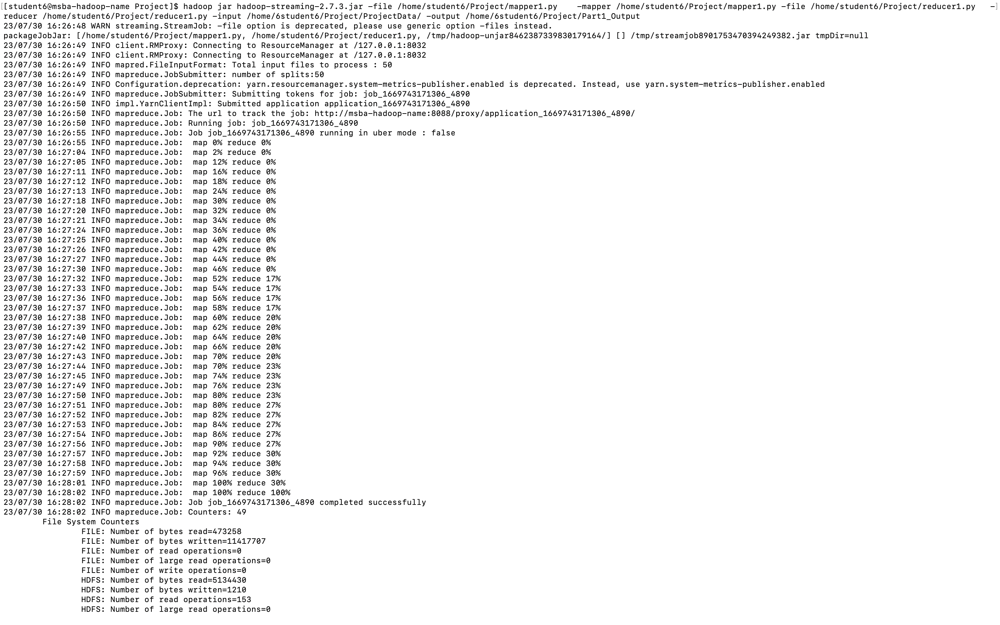 [[student6@msba-hadoop-name Project]$ hadoop jar hadoop-streaming-2.7.3.jar -file /home/student6/Project/mapper1.py    -mapper /home/student6/Project/mapper1.py -file /home/student6/Project/reducer1.py   -]
reducer /home/student6/Project/reducer1.py -input /home/6student6/Project/ProjectData/ -output /home/6student6/Project/Part1_Output
23/07/30 16:26:48 WARN streaming.StreamJob: -file option is deprecated, please use generic option -files instead.
packageJobJar: [/home/student6/Project/mapper1.py, /home/student6/Project/reducer1.py, /tmp/hadoop-unjar8462387339830179164/] [] /tmp/streamjob8901753470394249382.jar tmpDir=null
23/07/30 16:26:49 INFO client.RMProxy: Connecting to ResourceManager at /127.0.0.1:8032
23/07/30 16:26:49 INFO client.RMProxy: Connecting to ResourceManager at /127.0.0.1:8032
23/07/30 16:26:49 INFO mapred.FileInputFormat: Total input files to process : 50
23/07/30 16:26:49 INFO mapreduce.JobSubmitter: number of splits:50
23/07/30 16:26:49 INFO Configuration.deprecation: yarn.resourcemanager.system-metrics-publisher.enabled is deprecated. Instead, use yarn.system-metrics-publisher.enabled
23/07/30 16:26:49 INFO mapreduce.JobSubmitter: Submitting tokens for job: job_1669743171306_4890
23/07/30 16:26:50 INFO impl.YarnClientImpl: Submitted application application_1669743171306_4890
23/07/30 16:26:50 INFO mapreduce.Job: The url to track the job: http://msba-hadoop-name:8088/proxy/application_1669743171306_4890/
23/07/30 16:26:50 INFO mapreduce.Job: Running job: job_1669743171306_4890
23/07/30 16:26:55 INFO mapreduce.Job: Job job_1669743171306_4890 running in uber mode : false
23/07/30 16:26:55 INFO mapreduce.Job:  map 0% reduce 0%
23/07/30 16:27:04 INFO mapreduce.Job:  map 2% reduce 0%
23/07/30 16:27:05 INFO mapreduce.Job:  map 12% reduce 0%
23/07/30 16:27:11 INFO mapreduce.Job:  map 16% reduce 0%
23/07/30 16:27:12 INFO mapreduce.Job:  map 18% reduce 0%
23/07/30 16:27:13 INFO mapreduce.Job:  map 24% reduce 0%
23/07/30 16:27:18 INFO mapreduce.Job:  map 30% reduce 0%
23/07/30 16:27:20 INFO mapreduce.Job:  map 32% reduce 0%
23/07/30 16:27:21 INFO mapreduce.Job:  map 34% reduce 0%
23/07/30 16:27:24 INFO mapreduce.Job:  map 36% reduce 0%
23/07/30 16:27:25 INFO mapreduce.Job:  map 40% reduce 0%
23/07/30 16:27:26 INFO mapreduce.Job:  map 42% reduce 0%
23/07/30 16:27:27 INFO mapreduce.Job:  map 44% reduce 0%
23/07/30 16:27:30 INFO mapreduce.Job:  map 46% reduce 0%
23/07/30 16:27:32 INFO mapreduce.Job:  map 52% reduce 17%
23/07/30 16:27:33 INFO mapreduce.Job:  map 54% reduce 17%
23/07/30 16:27:36 INFO mapreduce.Job:  map 56% reduce 17%
23/07/30 16:27:37 INFO mapreduce.Job:  map 58% reduce 17%
23/07/30 16:27:38 INFO mapreduce.Job:  map 60% reduce 20%
23/07/30 16:27:39 INFO mapreduce.Job:  map 62% reduce 20%
23/07/30 16:27:40 INFO mapreduce.Job:  map 64% reduce 20%
23/07/30 16:27:42 INFO mapreduce.Job:  map 66% reduce 20%
23/07/30 16:27:43 INFO mapreduce.Job:  map 70% reduce 20%
23/07/30 16:27:44 INFO mapreduce.Job:  map 70% reduce 23%
23/07/30 16:27:45 INFO mapreduce.Job:  map 74% reduce 23%
23/07/30 16:27:49 INFO mapreduce.Job:  map 76% reduce 23%
23/07/30 16:27:50 INFO mapreduce.Job:  map 80% reduce 23%
23/07/30 16:27:51 INFO mapreduce.Job:  map 80% reduce 27%
23/07/30 16:27:52 INFO mapreduce.Job:  map 82% reduce 27%
23/07/30 16:27:53 INFO mapreduce.Job:  map 84% reduce 27%
23/07/30 16:27:54 INFO mapreduce.Job:  map 86% reduce 27%
23/07/30 16:27:56 INFO mapreduce.Job:  map 90% reduce 27%
23/07/30 16:27:57 INFO mapreduce.Job:  map 92% reduce 30%
23/07/30 16:27:58 INFO mapreduce.Job:  map 94% reduce 30%
23/07/30 16:27:59 INFO mapreduce.Job:  map 96% reduce 30%
23/07/30 16:28:01 INFO mapreduce.Job:  map 100% reduce 30%
23/07/30 16:28:02 INFO mapreduce.Job:  map 100% reduce 100%
23/07/30 16:28:02 INFO mapreduce.Job: Job job_1669743171306_4890 completed successfully
23/07/30 16:28:02 INFO mapreduce.Job: Counters: 49
File System Counters
FILE: Number of bytes read=473258
FILE: Number of bytes written=11417707
FILE: Number of read operations=0
FILE: Number of large read operations=0
FILE: Number of write operations=0
HDFS: Number of bytes read=5134430
HDFS: Number of bytes written=1210
HDFS: Number of read operations=153
HDFS: Number of large read operations=0